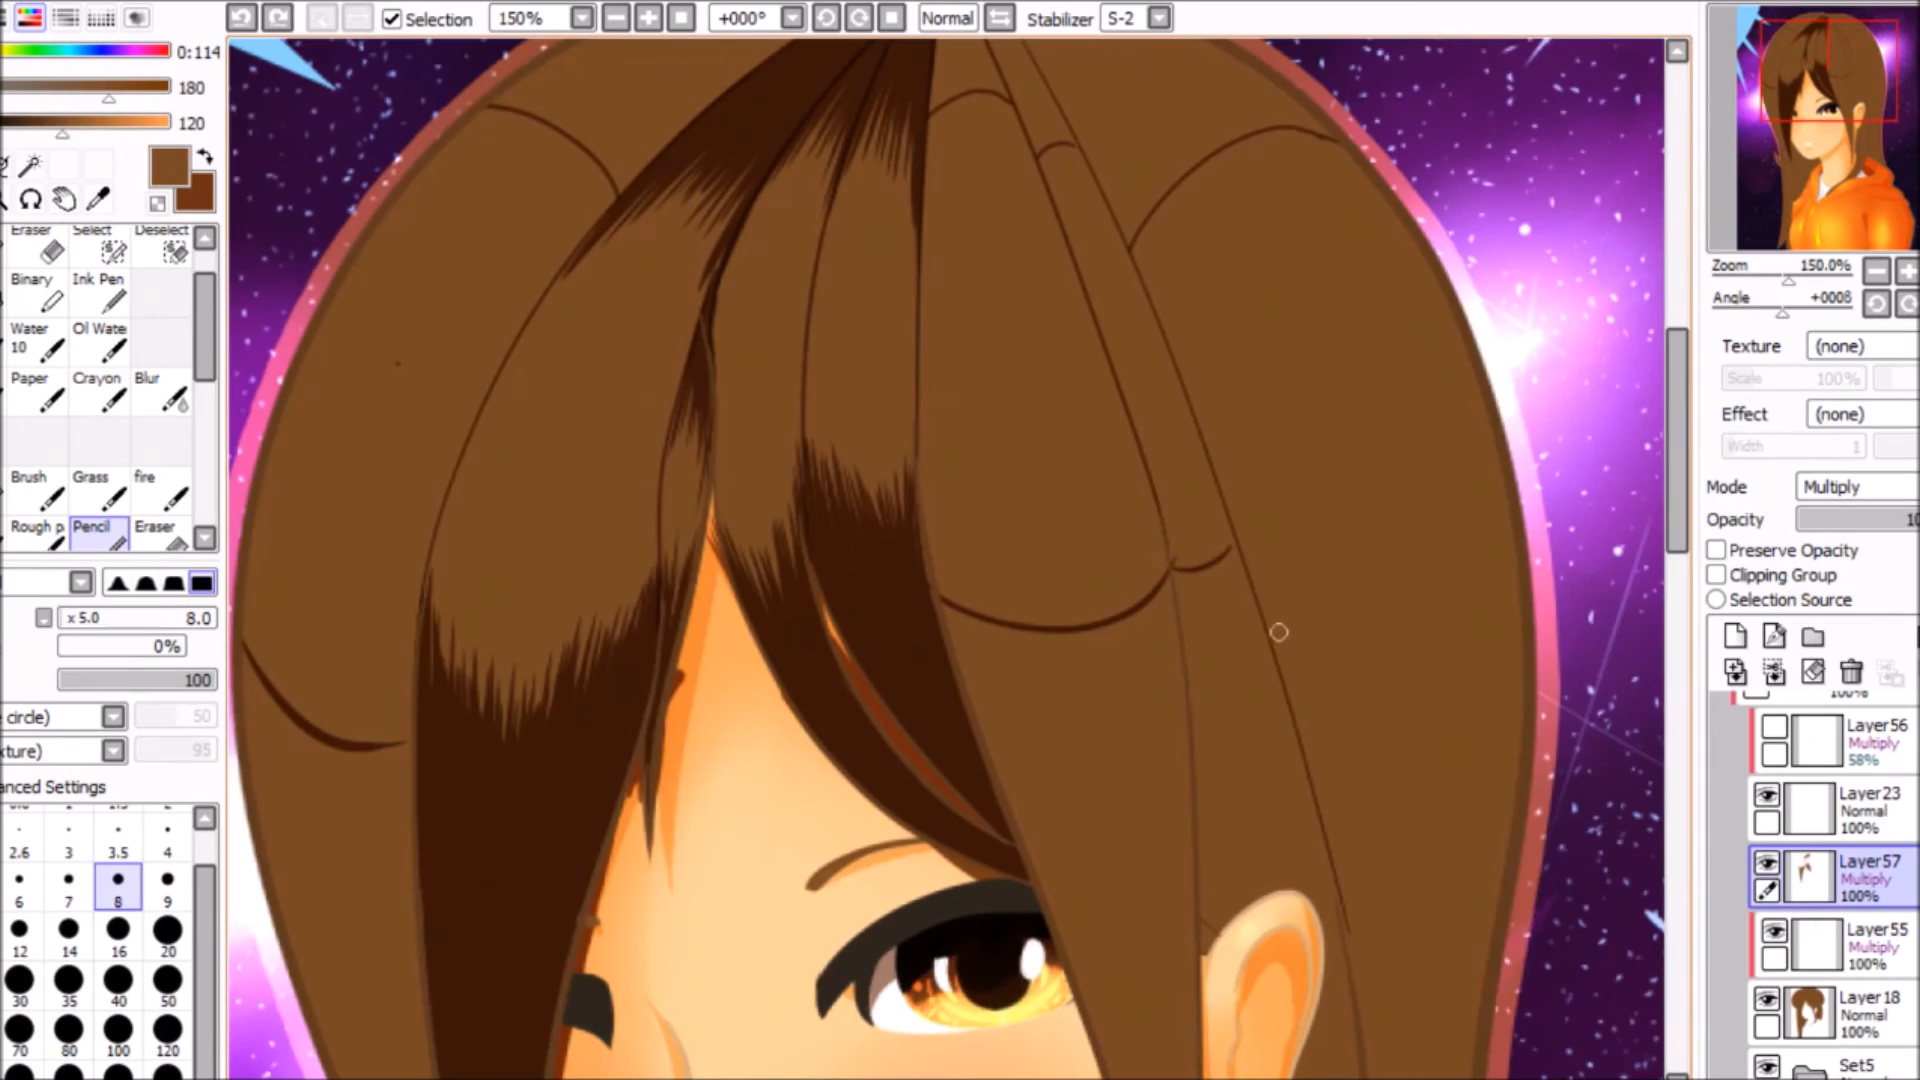 Selection
150%
+000°
Normal
Stabilizer
S-2
0:114
180
120
Eraser
Select
Deselect
Binary
Ink Pen
Water
10
Oil Wate
Paper
Crayon
Blur
Brush
Grass
fire
Rough p
Pencil
Eraser
x 5.0
8.0
0%
100
circle)
50
xture)
95
anced Settings
2.6 3 3.5 4
6 7 8 9
12 14 16 20
30 35 40 50
70 80 100 120
Zoom
150.0%
Angle
Texture
(none)
Scale
100%
Effect
(none)
Width
1
Mode
Multiply
Opacity
10
Preserve Opacity
Clipping Group
Selection Source
100%
Layer56
Multiply
58%
Layer23
Normal
100%
Layer57
Multiply
100%
Layer55
Multiply
100%
Layer18
Normal
100%
Set5